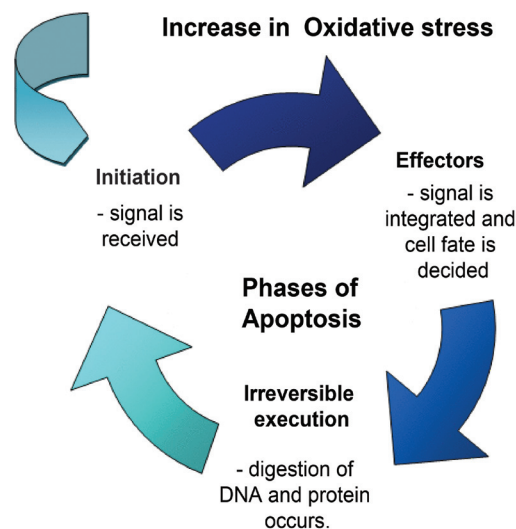 Increase in Oxidative stress
Initiation
- signal is
received
Effectors
- signal is
integrated and
cell fate is
decided
Phases of
Apoptosis
Irreversible
execution
- digestion of
DNA and protein
occurs.